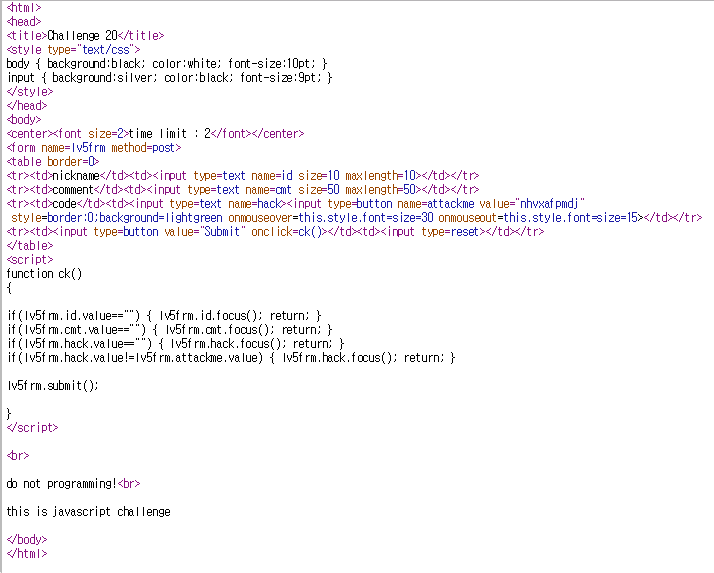 <html>
<head>
<title>Challenge 20</title>
<style type="text/css">
body { background:black; color:white; font-size:10pt; }
input { background:silver; color:black; font-size:9pt; }
</style>
</head>
<body>
<center><font size=2>time limit : 2</font></center>
<form name=lv5frm method=post>
<table border=0>
<tr><td>nickname</td><td><input type=text name=id size=10 maxlength=10></td></tr>
<tr><td>comment</td><td><input type=text name=cmt size=50 maxlength=50></td></tr>
<tr><td>code</td><td><input type=text name=hack><input type=button name=attackme value="nhvxafpmdj"
 style=border:0;background=lightgreen onmouseover=this.style.font=size=30 onmouseout=this.style.font=size=15></td></tr>
<tr><td><input type=button value="Submit" onclick=ck()></td><td><input type=reset></td></tr>
</table>
<script>
function ck()
{
if(lv5frm.id.value=="") { lv5frm.id.focus(); return; }
if(lv5frm.cmt.value=="") { lv5frm.cmt.focus(); return; }
if(lv5frm.hack.value=="") { lv5frm.hack.focus(); return; }
if(lv5frm.hack.value!=lv5frm.attackme.value) { lv5frm.hack.focus(); return; }
lv5frm.submit();
}
</script>
<br>
do not programming!<br>
this is javascript challenge
</body>
</html>